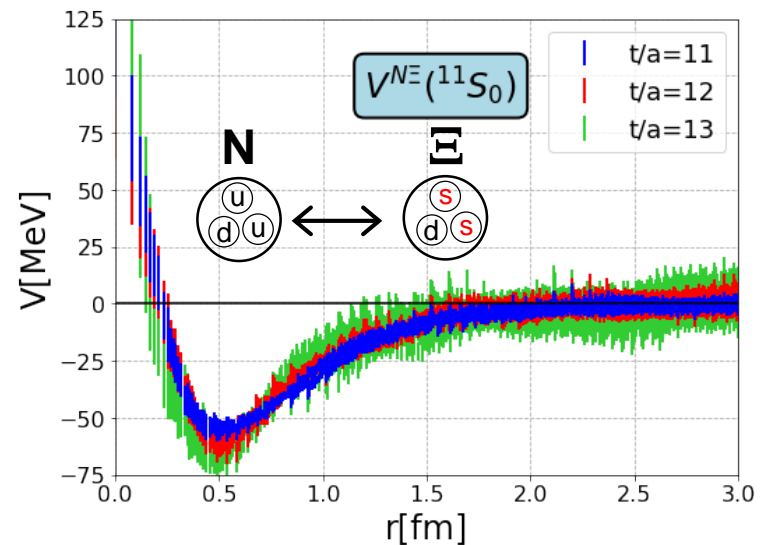 125
100
75
50
25
0
−25
−50
−75
V[MeV]
0.0 0.5 1.0 1.5 2.0 2.5 3.0
r[fm]
V^{NΞ}(^{11}S_0)
t/a=11
t/a=12
t/a=13
N
u
d u
Ξ
s
d s